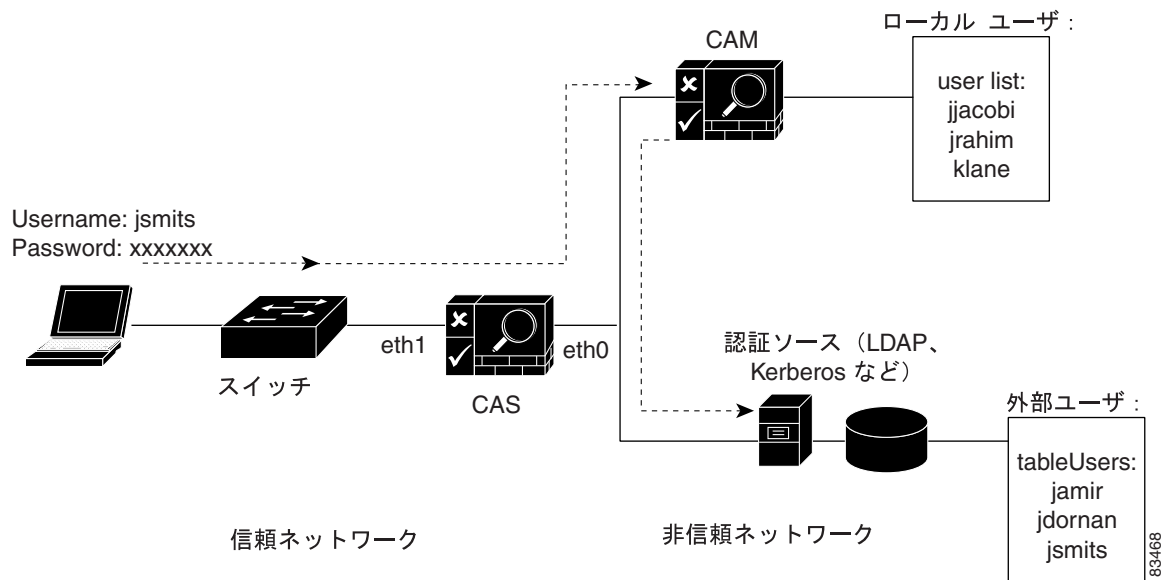 ローカル ユーザ :
CAM
user list:
jjacobi
jrahim
klane
Username: jsmits
Password: xxxxxxx
eth1
eth0
スイッチ
CAS
認証ソース（LDAP、
Kerberos など）
外部ユーザ :
tableUsers:
jamir
jdornan
jsmits
信頼ネットワーク
非信頼ネットワーク
83468